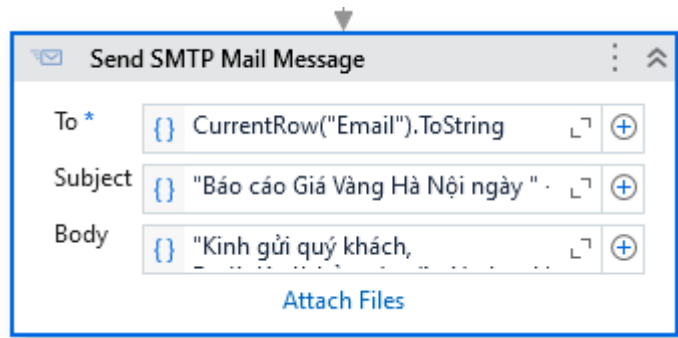 Send SMTP Mail Message
To *
CurrentRow("Email").ToString
Subject
"Báo cáo Giá Vàng Hà Nội ngày " ·
Body
"Kinh gửi quý khách,
Attach Files